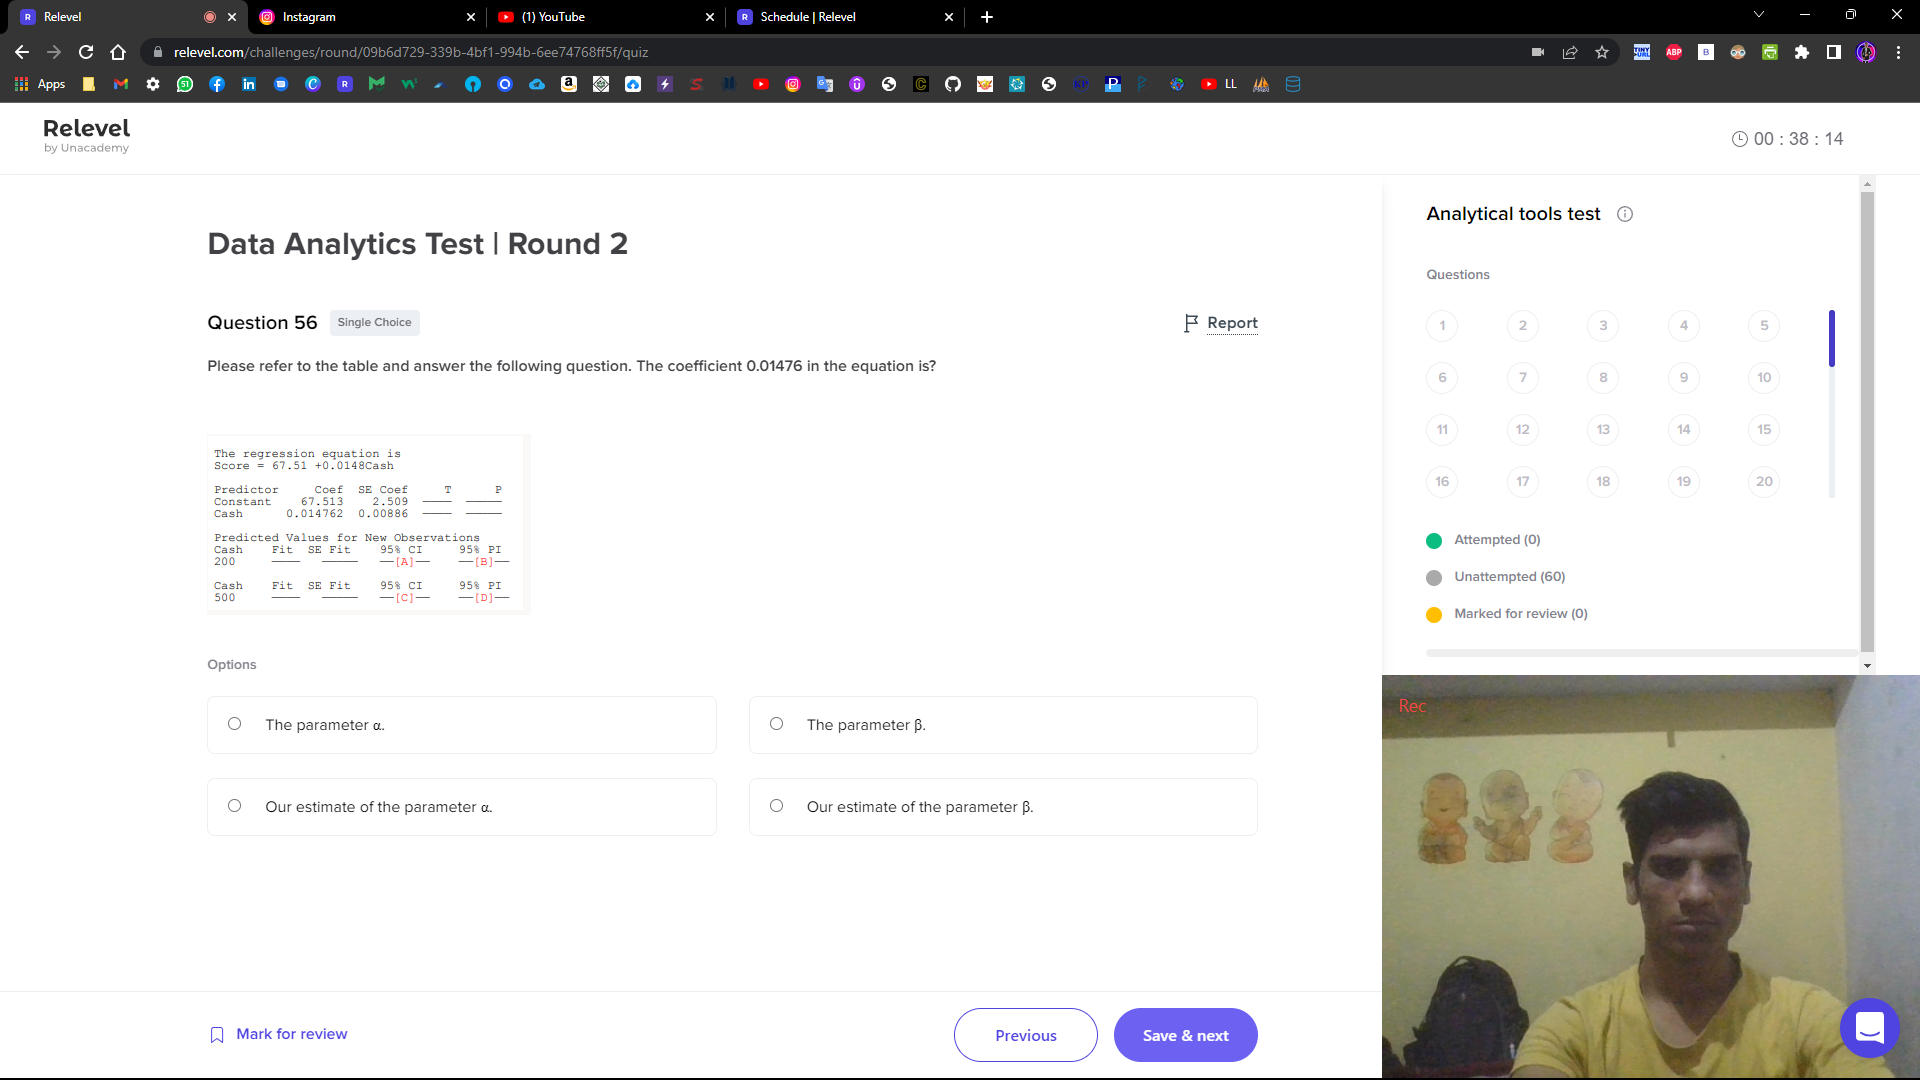 Relevel
Instagram
(1) YouTube
Schedule | Relevel
relevel.com/challenges/round/09b6d729-339b-4bf1-994b-6ee74768ff5f/quiz
Apps
LL
Relevel
by Unacademy
00 : 38 : 14
Data Analytics Test | Round 2
Question 56
Single Choice
Report
Please refer to the table and answer the following question. The coefficient 0.01476 in the equation is?
The regression equation is
Score = 67.51 +0.0148Cash
Predictor Coef SE Coef T P
Constant 67.513 2.509
Cash 0.014762 0.00886
Predicted Values for New Observations
Cash Fit SE Fit 95% CI 95% PI
200 [A] [B]
Cash Fit SE Fit 95% CI 95% PI
500 [C] [D]
Options
The parameter α.
The parameter β.
Our estimate of the parameter α.
Our estimate of the parameter β.
Mark for review
Previous
Save & next
Analytical tools test
Questions
1 2 3 4 5
6 7 8 9 10
11 12 13 14 15
16 17 18 19 20
Attempted (0)
Unattempted (60)
Marked for review (0)
Rec